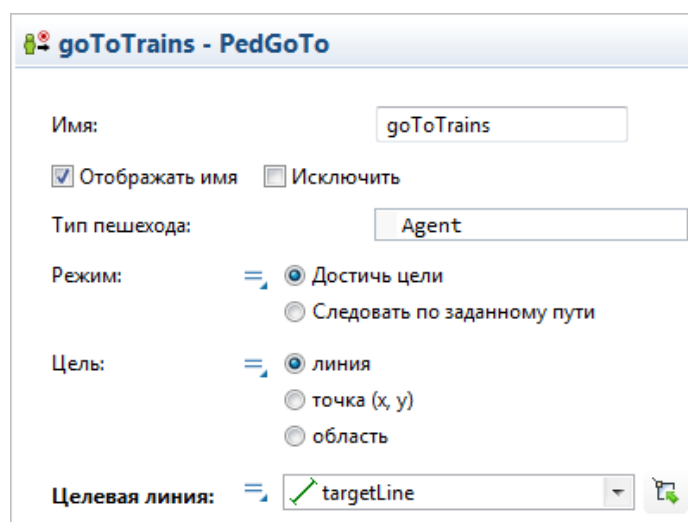 goToTrains - PedGoTo
Имя: goToTrains
Отображать имя Исключить
Тип пешехода: Agent
Режим: Достичь цели
Следовать по заданному пути
Цель: линия
точка (x, y)
область
Целевая линия: targetLine